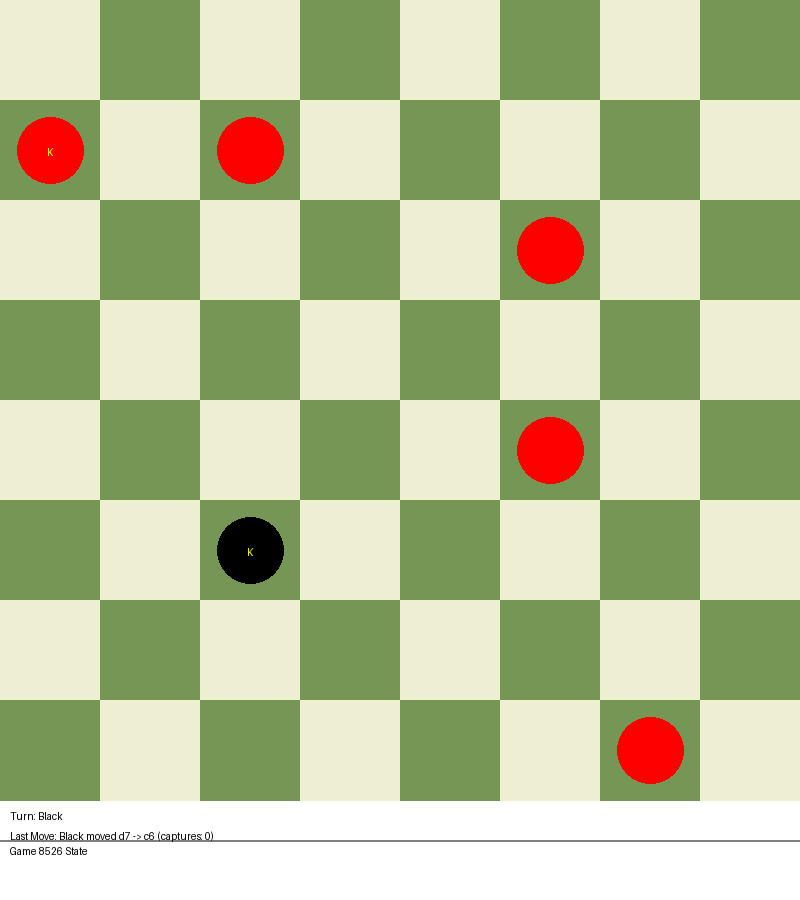 K
K
Turn: Black
Last Move: Black moved d7 -> c6 (captures: 0)
Game 8526 State